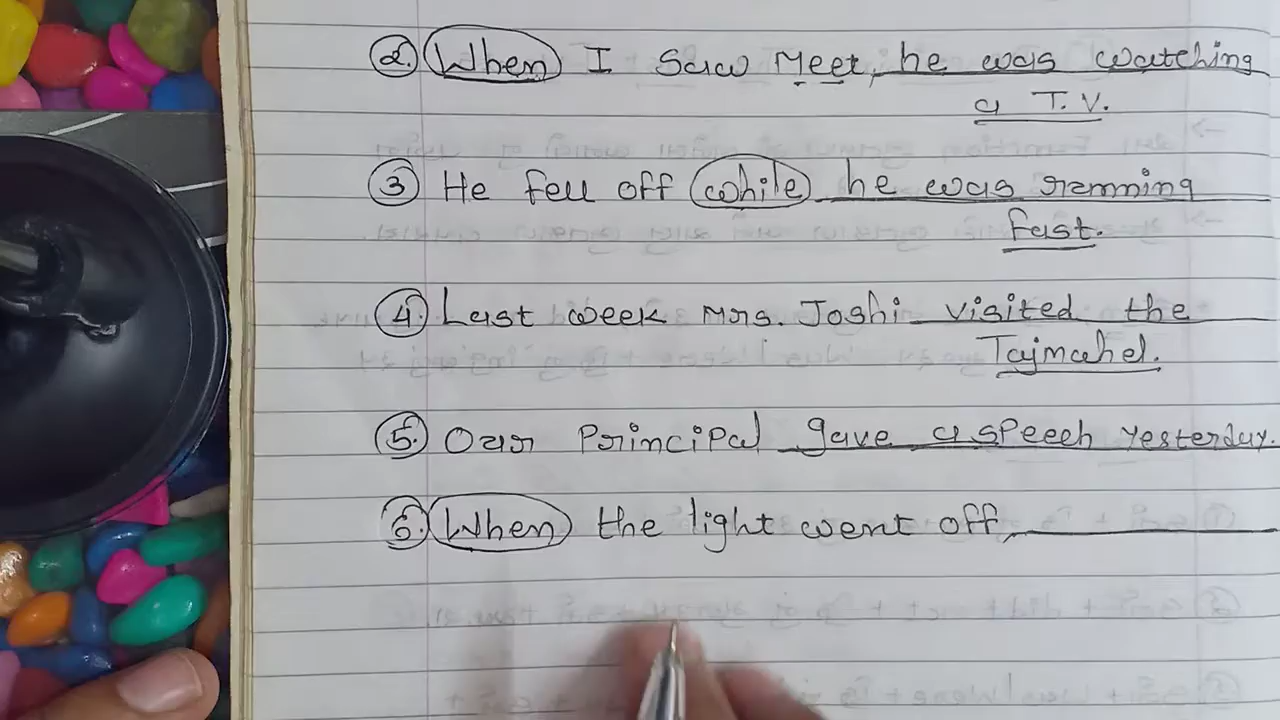 2. When I saw Meet, he was watching
a T.V.
3 He fell off while he was running
fast.
4. Last week Mrs. Joshi visited the
Tajmahel.
5. Our Principal gave a speech yesterday.
6. When the light went off,